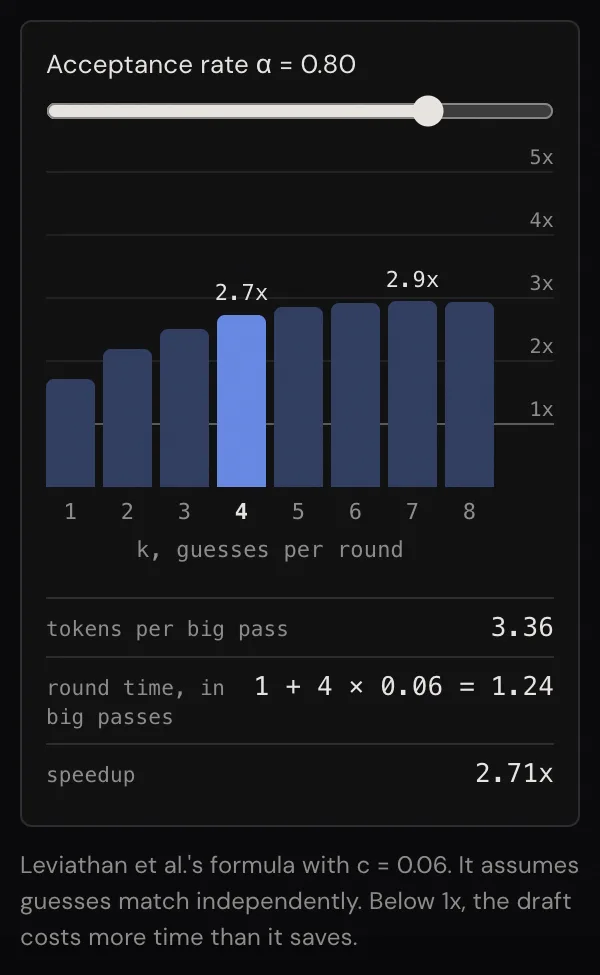 Acceptance rate α = 0.80
5x
4x
3x
2x
1x
2.7x
2.9x
1 2 3 4 5 6 7 8
k, guesses per round
tokens per big pass 3.36
round time, in 1 + 4 × 0.06 = 1.24
big passes
speedup 2.71x
Leviathan et al.'s formula with c = 0.06. It assumes
guesses match independently. Below 1x, the draft
costs more time than it saves.